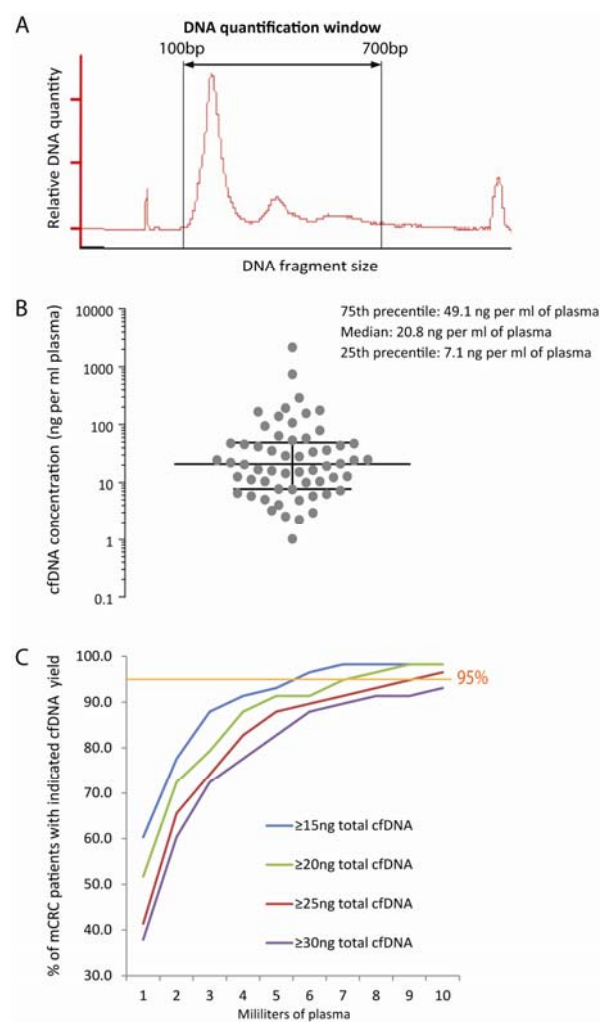 A
DNA quantification window
100bp
700bp
Relative DNA quantity
DNA fragment size
B
75th precentile: 49.1 ng per ml of plasma
Median: 20.8 ng per ml of plasma
25th precentile: 7.1 ng per ml of plasma
cfDNA concentration (ng per ml plasma)
10000
1000
100
10
1
0.1
C
% of mCRC patients with indicated cfDNA yield
100.0
90.0
80.0
70.0
60.0
50.0
40.0
30.0
95%
≥15ng total cfDNA
≥20ng total cfDNA
≥25ng total cfDNA
≥30ng total cfDNA
1 2 3 4 5 6 7 8 9 10
Mililiters of plasma